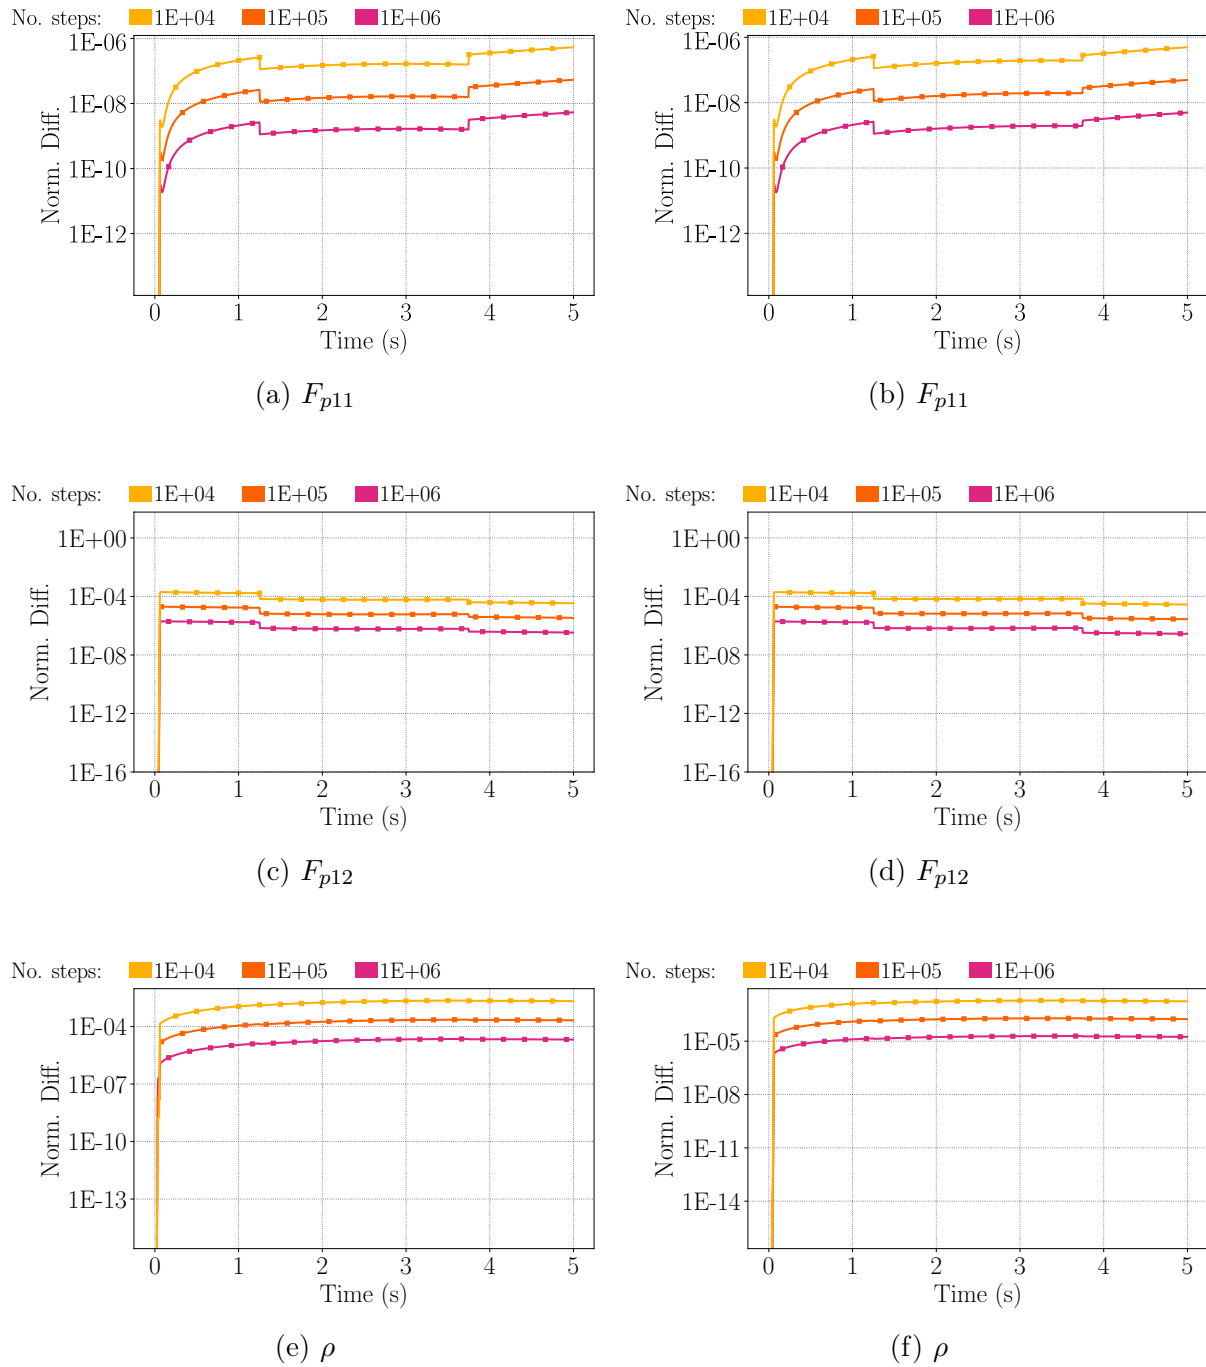 No. steps: 1E+04 1E+05 1E+06
1E-06
1E-08
1E-10
1E-12
Norm. Diff.
0 1 2 3 4 5
Time (s)
(a) F_{p11}
No. steps: 1E+04 1E+05 1E+06
1E-06
1E-08
1E-10
1E-12
Norm. Diff.
0 1 2 3 4 5
Time (s)
(b) F_{p11}
No. steps: 1E+04 1E+05 1E+06
1E+00
1E-04
1E-08
1E-12
1E-16
Norm. Diff.
0 1 2 3 4 5
Time (s)
(c) F_{p12}
No. steps: 1E+04 1E+05 1E+06
1E+00
1E-04
1E-08
1E-12
1E-16
Norm. Diff.
0 1 2 3 4 5
Time (s)
(d) F_{p12}
No. steps: 1E+04 1E+05 1E+06
1E-04
1E-07
1E-10
1E-13
Norm. Diff.
0 1 2 3 4 5
Time (s)
(e) ρ
No. steps: 1E+04 1E+05 1E+06
1E-05
1E-08
1E-11
1E-14
Norm. Diff.
0 1 2 3 4 5
Time (s)
(f) ρ